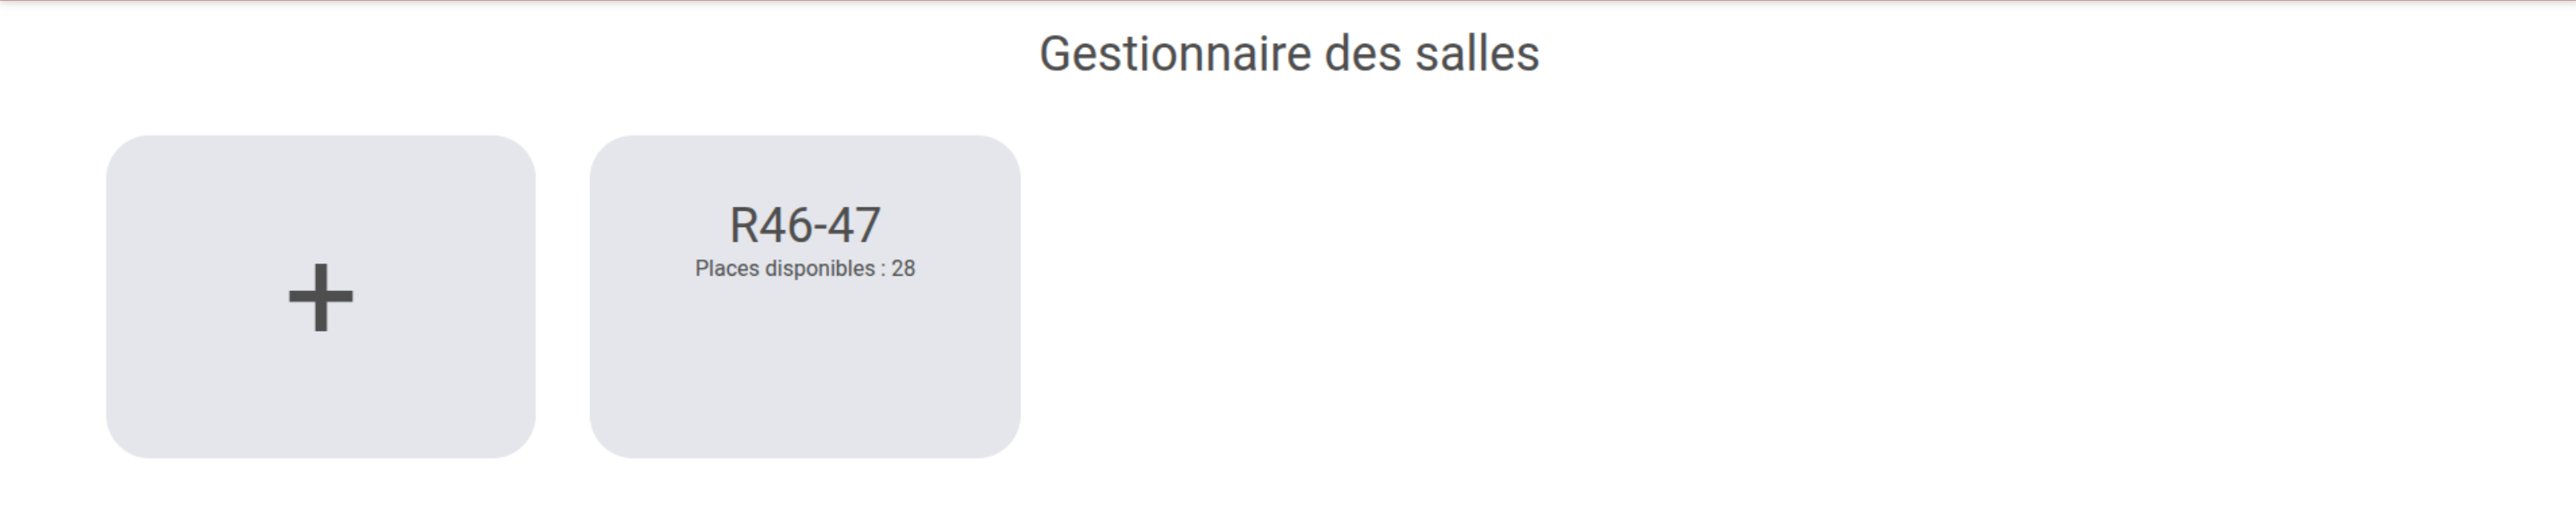 Gestionnaire des salles
+
R46-47
Places disponibles : 28